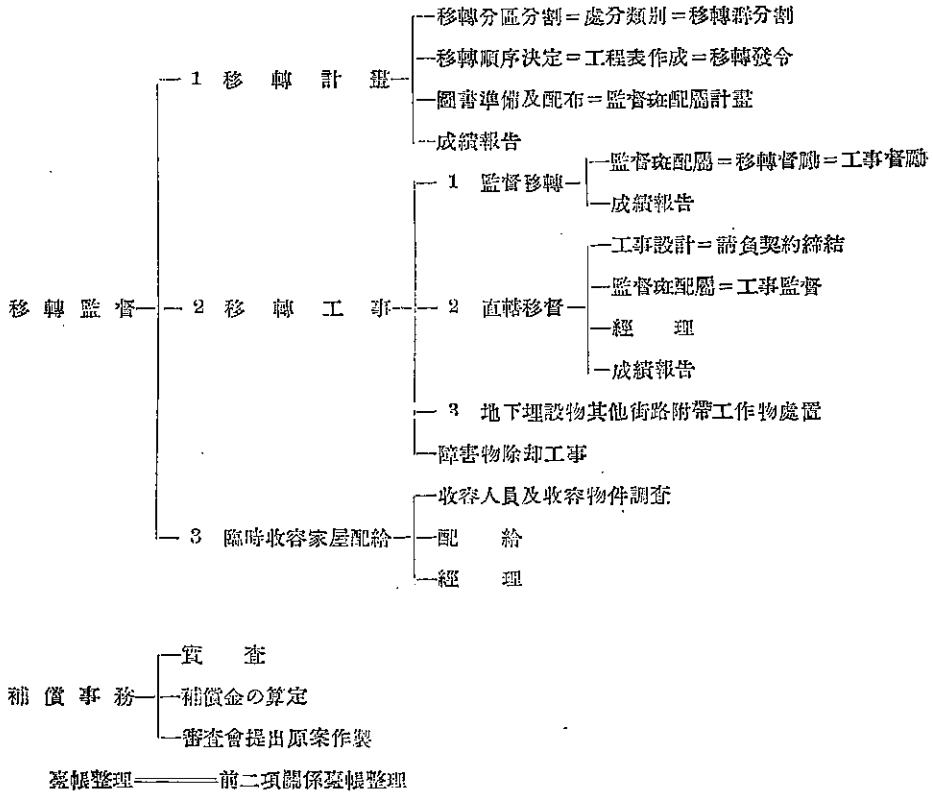 移轉分區分割＝處分類別＝移轉群分割
移轉順序決定＝工程表作成＝移轉發令
1 移轉計畫
圖書準備及配布＝監督班配屬計畫
成績報告
監督班配屬＝移轉督勵＝工事督勵
1 監督移轉
成績報告
工事設計＝請負契約締結
監督班配屬＝工事監督
移轉監督
2 移轉工事
2 直轄移督
經理
成績報告
3 地下埋設物其他街路附帶工作物處置
障害物除却工事
收容人員及收容物件調査
3 臨時收容家屋配給
配給
經理
實査
補償事務
補償金の算定
審査會提出原案作製
臺帳整理＝前二項關係臺帳整理